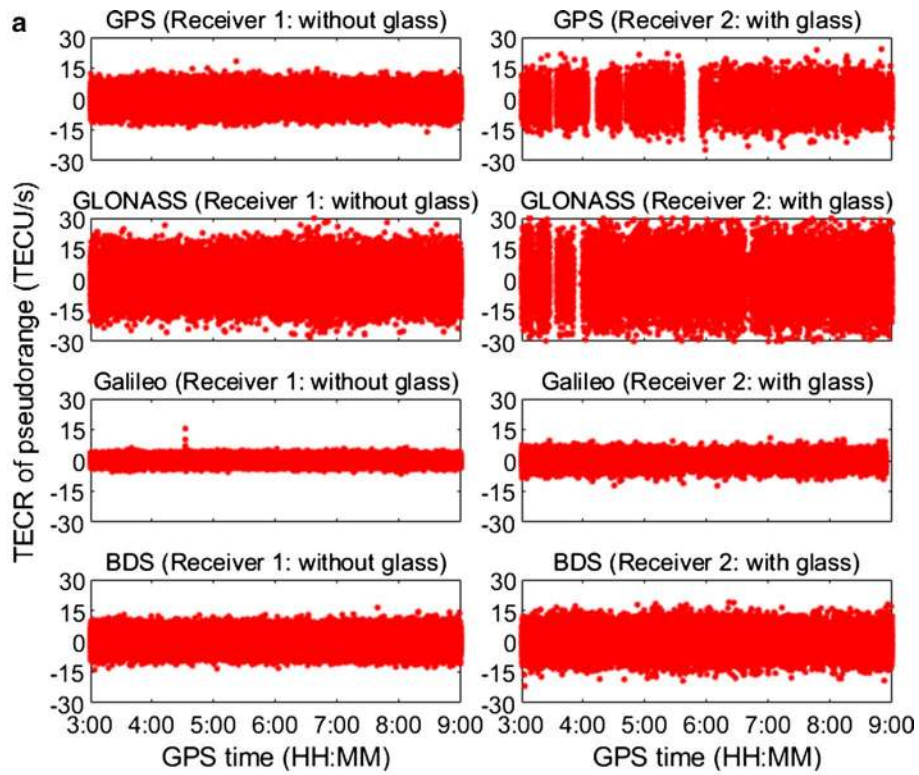 a
GPS (Receiver 1: without glass)
GPS (Receiver 2: with glass)
30
15
0
-15
-30
30
15
0
-15
-30
GLONASS (Receiver 1: without glass)
GLONASS (Receiver 2: with glass)
30
15
0
-15
-30
30
15
0
-15
-30
TECR of pseudorange (TECU/s)
Galileo (Receiver 1: without glass)
Galileo (Receiver 2: with glass)
30
15
0
-15
-30
30
15
0
-15
-30
BDS (Receiver 1: without glass)
BDS (Receiver 2: with glass)
30
15
0
-15
-30
30
15
0
-15
-30
3:00 4:00 5:00 6:00 7:00 8:00 9:00
3:00 4:00 5:00 6:00 7:00 8:00 9:00
GPS time (HH:MM)
GPS time (HH:MM)